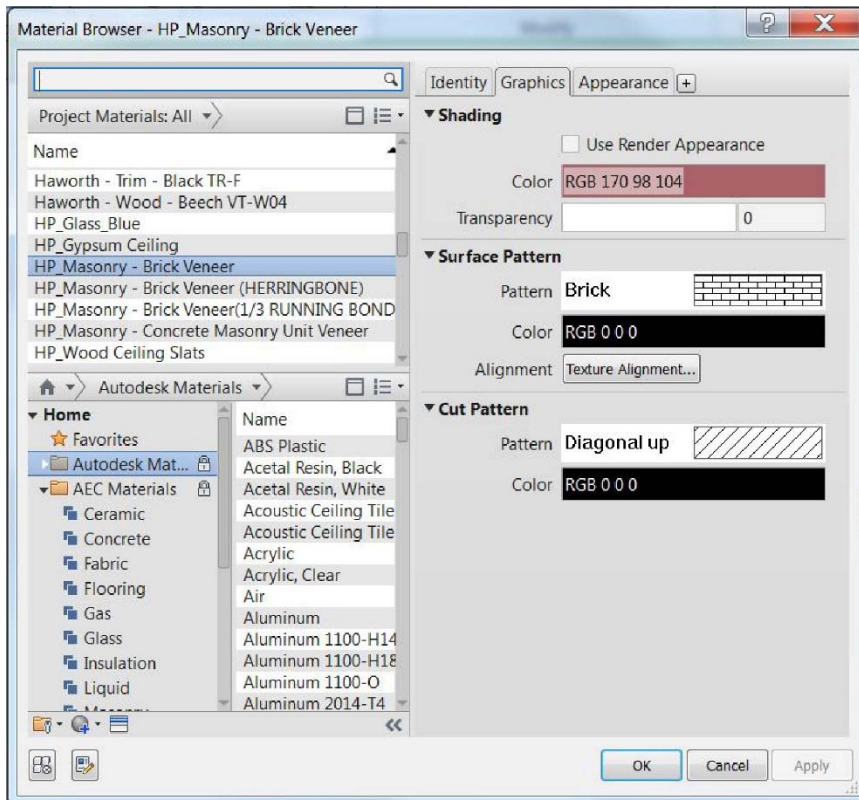 Material Browser - HP_Masonry - Brick Veneer
Project Materials: All
Name
Haworth - Trim - Black TR-F
Haworth - Wood - Beech VT-W04
HP_Glass_Blue
HP_Gypsum Ceiling
HP_Masonry - Brick Veneer
HP_Masonry - Brick Veneer (HERRINGBONE)
HP_Masonry - Brick Veneer(1/3 RUNNING BOND
HP_Masonry - Concrete Masonry Unit Veneer
HP_Wood Ceiling Slats
Autodesk Materials
Home
Favorites
Autodesk Mat...
AEC Materials
Ceramic
Concrete
Fabric
Flooring
Gas
Glass
Insulation
Liquid
Masonry
Name
ABS Plastic
Acetal Resin, Black
Acetal Resin, White
Acoustic Ceiling Tile
Acoustic Ceiling Tile
Acrylic
Acrylic, Clear
Air
Aluminum
Aluminum 1100-H14
Aluminum 1100-H18
Aluminum 1100-O
Aluminum 2014-T4
Identity Graphics Appearance +
Shading
Use Render Appearance
Color RGB 170 98 104
Transparency 0
Surface Pattern
Pattern Brick
Color RGB 0 0 0
Alignment Texture Alignment...
Cut Pattern
Pattern Diagonal up
Color RGB 0 0 0
OK Cancel Apply